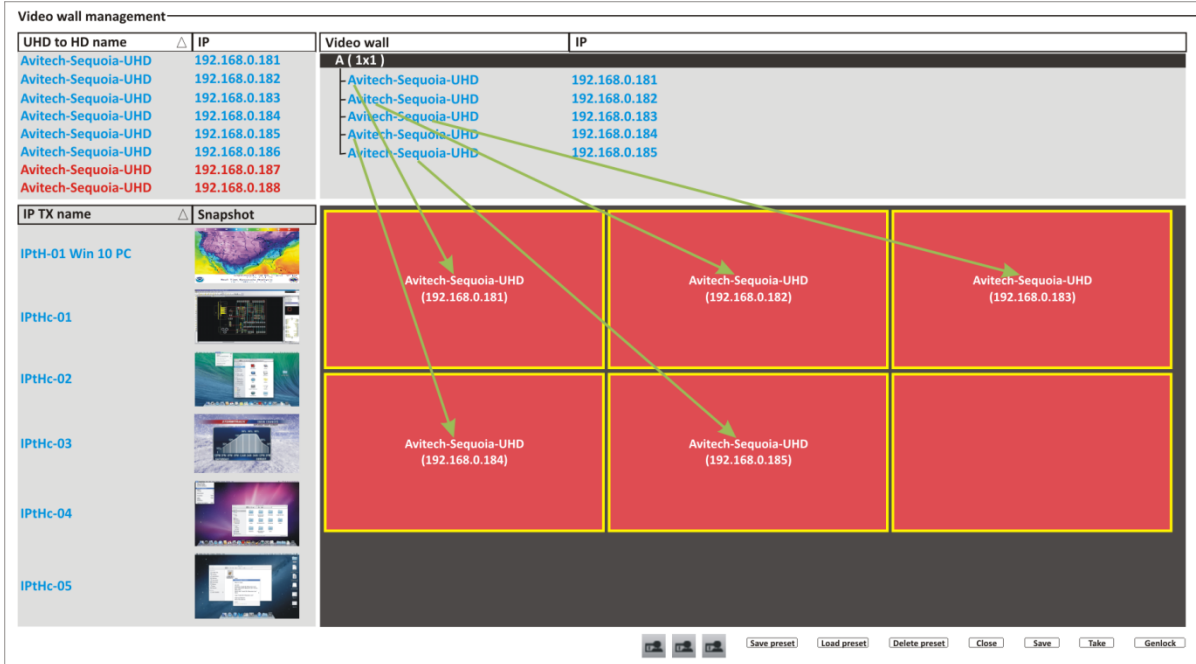 Video wall management
UHD to HD name △ IP
Avitech-Sequoia-UHD 192.168.0.181
Avitech-Sequoia-UHD 192.168.0.182
Avitech-Sequoia-UHD 192.168.0.183
Avitech-Sequoia-UHD 192.168.0.184
Avitech-Sequoia-UHD 192.168.0.185
Avitech-Sequoia-UHD 192.168.0.186
Avitech-Sequoia-UHD 192.168.0.187
Avitech-Sequoia-UHD 192.168.0.188
Video wall IP
A ( 1x1 )
Avitech-Sequoia-UHD 192.168.0.181
Avitech-Sequoia-UHD 192.168.0.182
Avitech-Sequoia-UHD 192.168.0.183
Avitech-Sequoia-UHD 192.168.0.184
Avitech-Sequoia-UHD 192.168.0.185
IP TX name △ Snapshot
IPtH-01 Win 10 PC
IPtHc-01
IPtHc-02
IPtHc-03
IPtHc-04
IPtHc-05
Avitech-Sequoia-UHD
(192.168.0.181)
Avitech-Sequoia-UHD
(192.168.0.182)
Avitech-Sequoia-UHD
(192.168.0.183)
Avitech-Sequoia-UHD
(192.168.0.184)
Avitech-Sequoia-UHD
(192.168.0.185)
Save preset Load preset Delete preset Close Save Take Genlock